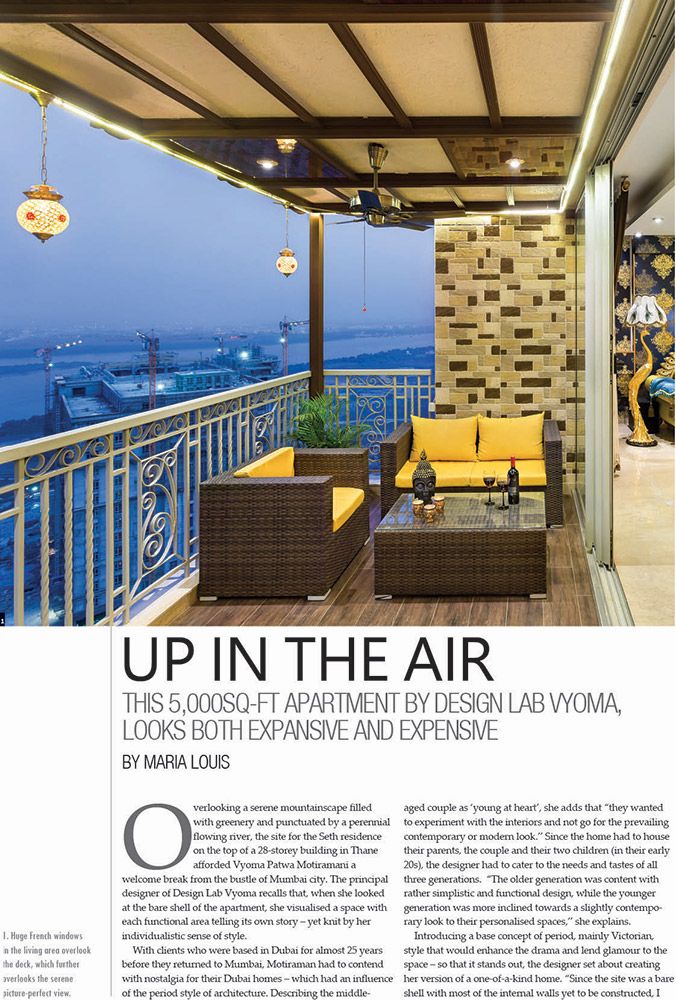 1
UP IN THE AIR
THIS 5,000SQ-FT APARTMENT BY DESIGN LAB VYOMA,
LOOKS BOTH EXPANSIVE AND EXPENSIVE
BY MARIA LOUIS
Overlooking a serene mountainscape filled
with greenery and punctuated by a perennial
flowing river, the site for the Seth residence
on the top of a 28-storey building in Thane
afforded Vyoma Patwa Motiramani a
welcome break from the bustle of Mumbai city. The principal
designer of Design Lab Vyoma recalls that, when she looked
at the bare shell of the apartment, she visualised a space with
each functional area telling its own story – yet knit by her
individualistic sense of style.
With clients who were based in Dubai for almost 25 years
before they returned to Mumbai, Motiraman had to contend
with nostalgia for their Dubai homes – which had an influence
of the period style of architecture. Describing the middle-
aged couple as ‘young at heart’, she adds that “they wanted
to experiment with the interiors and not go for the prevailing
contemporary or modern look.” Since the home had to house
their parents, the couple and their two children (in their early
20s), the designer had to cater to the needs and tastes of all
three generations. “The older generation was content with
rather simplistic and functional design, while the younger
generation was more inclined towards a slightly contempo-
rary look to their personalised spaces,” she explains.
Introducing a base concept of period, mainly Victorian,
style that would enhance the drama and lend glamour to the
space – so that it stands out, the designer set about creating
her version of a one-of-a-kind home. “Since the site was a bare
shell with most of the internal walls yet to be constructed, I
1. Huge French windows
in the living area overlook
the deck, which further
overlooks the serene
picture-perfect view.